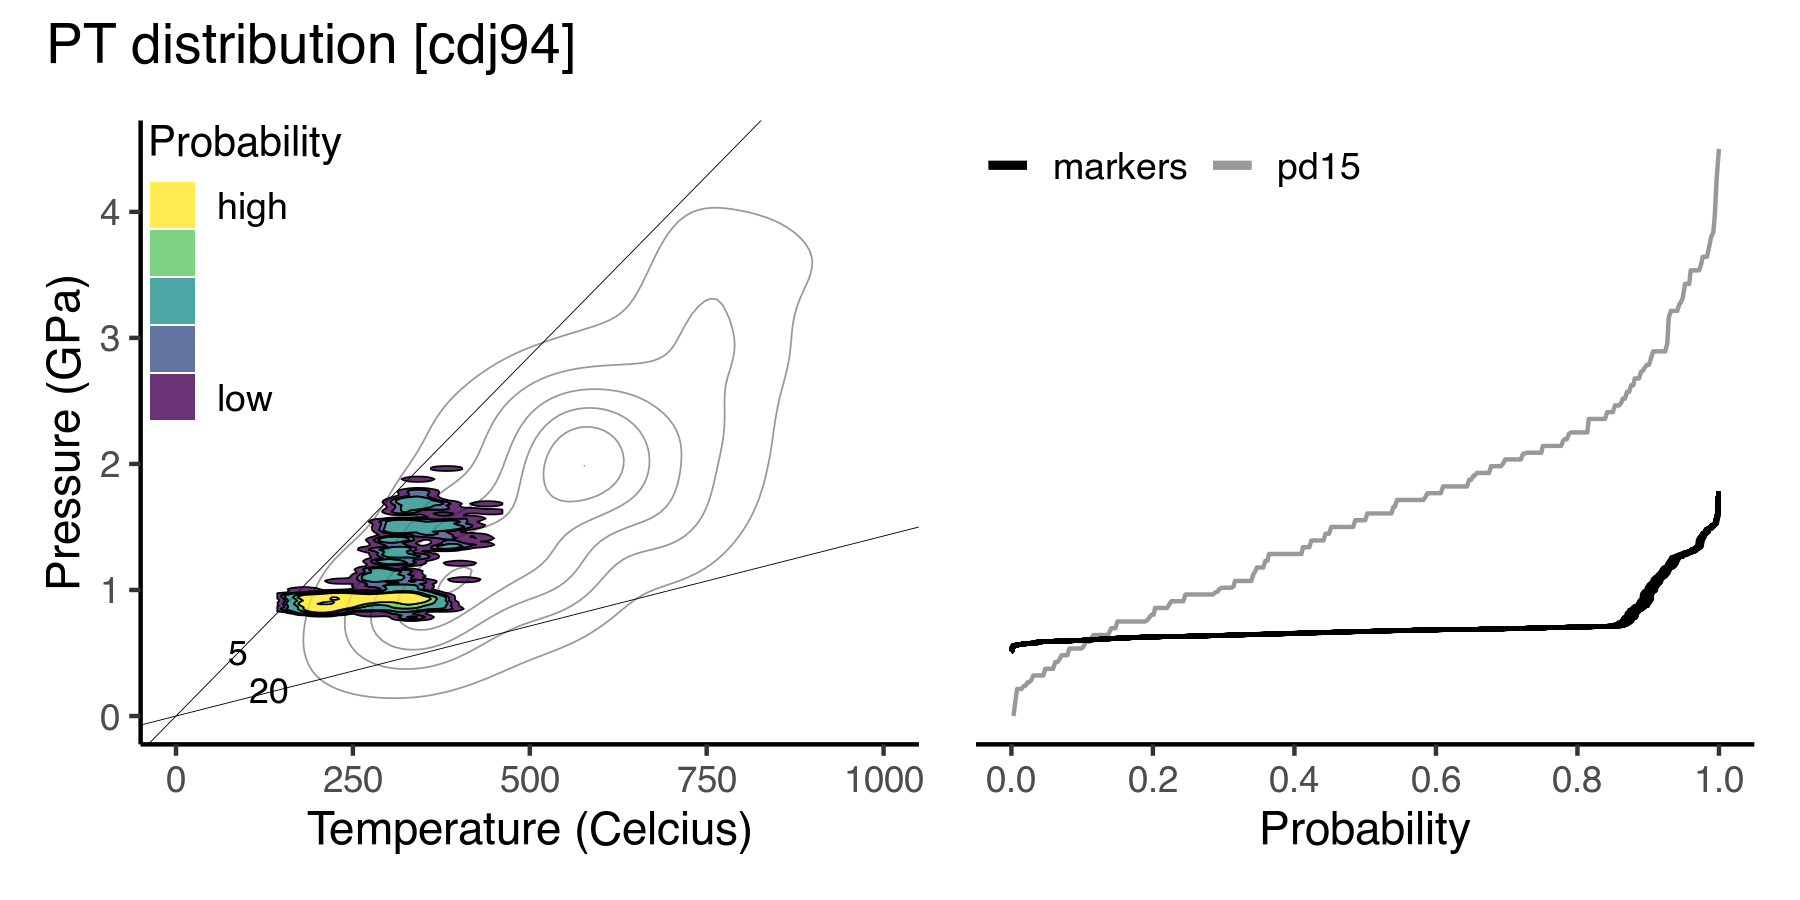 PT distribution [cdj94]
Probability
high
low
Pressure (GPa)
4
3
2
1
0
5
20
0 250 500 750 1000
Temperature (Celcius)
markers pd15
0.0 0.2 0.4 0.6 0.8 1.0
Probability